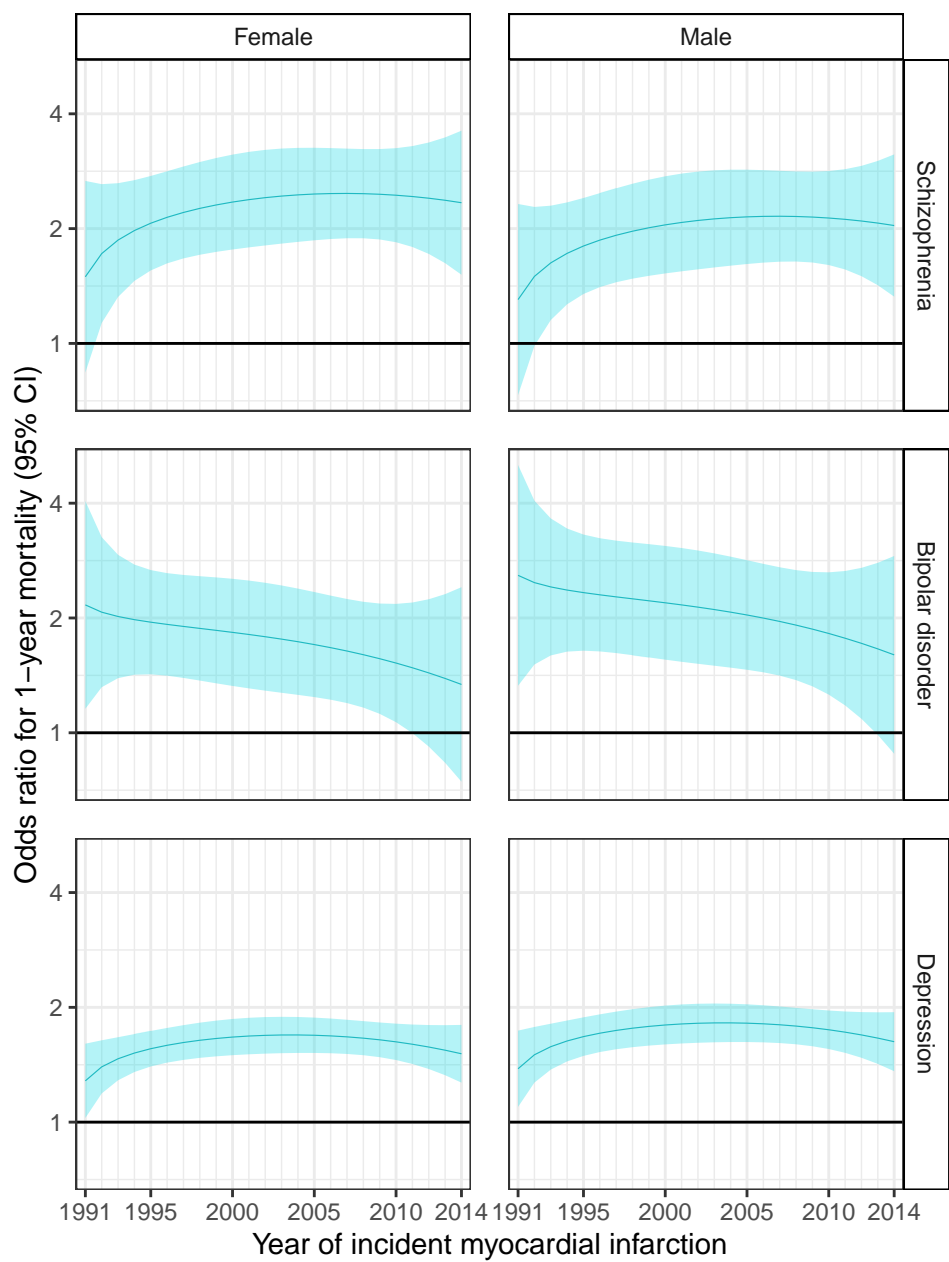 Female
Male
4
2
1
Schizophrenia
Odds ratio for 1−year mortality (95% CI)
4
2
1
Bipolar disorder
4
2
1
Depression
1991 1995 2000 2005 2010 2014 1991 1995 2000 2005 2010 2014
Year of incident myocardial infarction